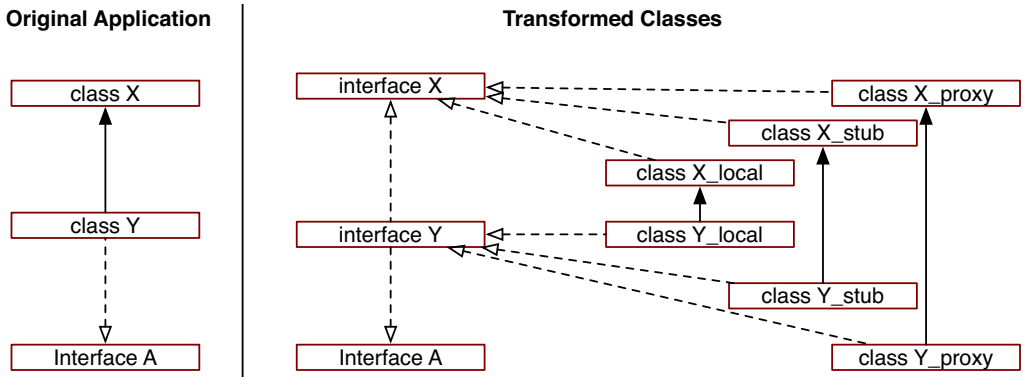 Original Application
Transformed Classes
class X
class Y
Interface A
interface X
class X_proxy
class X_stub
class X_local
interface Y
class Y_local
class Y_stub
Interface A
class Y_proxy